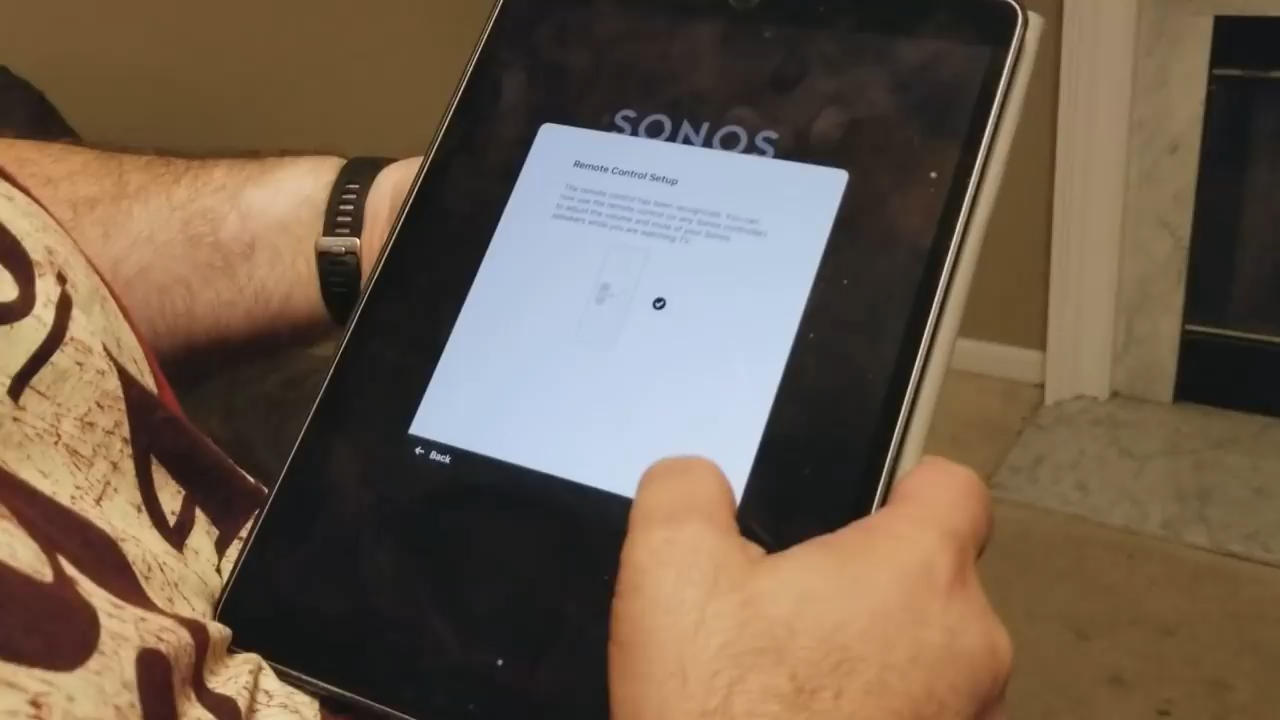 SONOS
Remote Control Setup
The remote control has been recognized. You can
now use the remote control on any Sonos controller
to adjust the volume and mute of your Sonos
speakers while you are watching TV.
Back